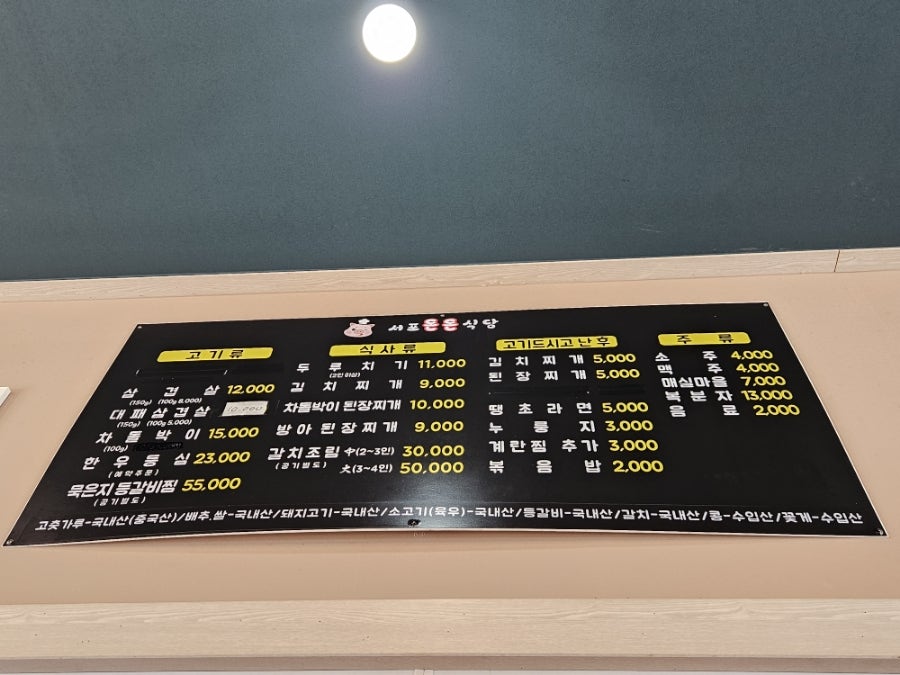 서포돈돈식당
고기류
삼겹살 12,000
(150g) (100g 8,000)
대패삼겹살 10,000
(150g) (100g 5,000)
차돌박이 15,000
(100g)
한우등심 23,000
(예약주문)
묵은지 등갈비찜 55,000
(공기별도)
식사류
두루치기 11,000
(2인이상)
김치찌개 9,000
차돌박이 된장찌개 10,000
방아 된장찌개 9,000
갈치조림 中(2~3인) 30,000
(공기별도) 大(3~4인) 50,000
고기드시고 난 후
김치찌개 5,000
된장찌개 5,000
땡초라면 5,000
누룽지 3,000
계란찜 추가 3,000
볶음밥 2,000
주류
소주 4,000
맥주 4,000
매실마을 7,000
복분자 13,000
음료 2,000
고춧가루-국내산(중국산)/배추,쌀-국내산/돼지고기-국내산/소고기(육우)-국내산/등갈비-국내산/갈치-국내산/콩-수입산/꽃게-수입산